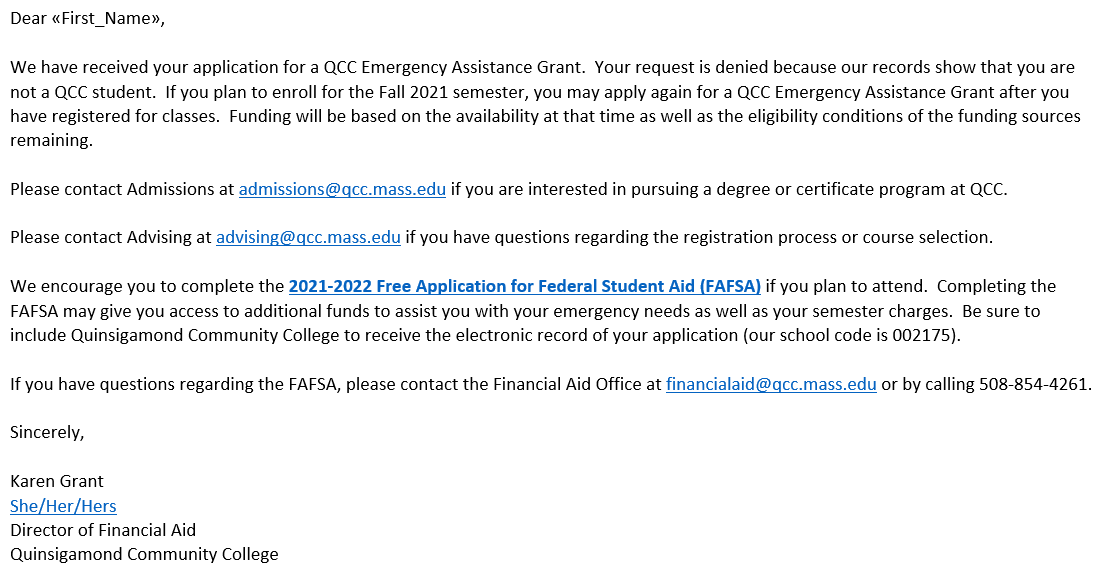 Dear «First_Name»,
We have received your application for a QCC Emergency Assistance Grant.  Your request is denied because our records show that you are
not a QCC student.  If you plan to enroll for the Fall 2021 semester, you may apply again for a QCC Emergency Assistance Grant after you
have registered for classes.  Funding will be based on the availability at that time as well as the eligibility conditions of the funding sources
remaining.
Please contact Admissions at admissions@qcc.mass.edu if you are interested in pursuing a degree or certificate program at QCC.
Please contact Advising at advising@qcc.mass.edu if you have questions regarding the registration process or course selection.
We encourage you to complete the 2021-2022 Free Application for Federal Student Aid (FAFSA) if you plan to attend.  Completing the
FAFSA may give you access to additional funds to assist you with your emergency needs as well as your semester charges.  Be sure to
include Quinsigamond Community College to receive the electronic record of your application (our school code is 002175).
If you have questions regarding the FAFSA, please contact the Financial Aid Office at financialaid@qcc.mass.edu or by calling 508-854-4261.
Sincerely,
Karen Grant
She/Her/Hers
Director of Financial Aid
Quinsigamond Community College